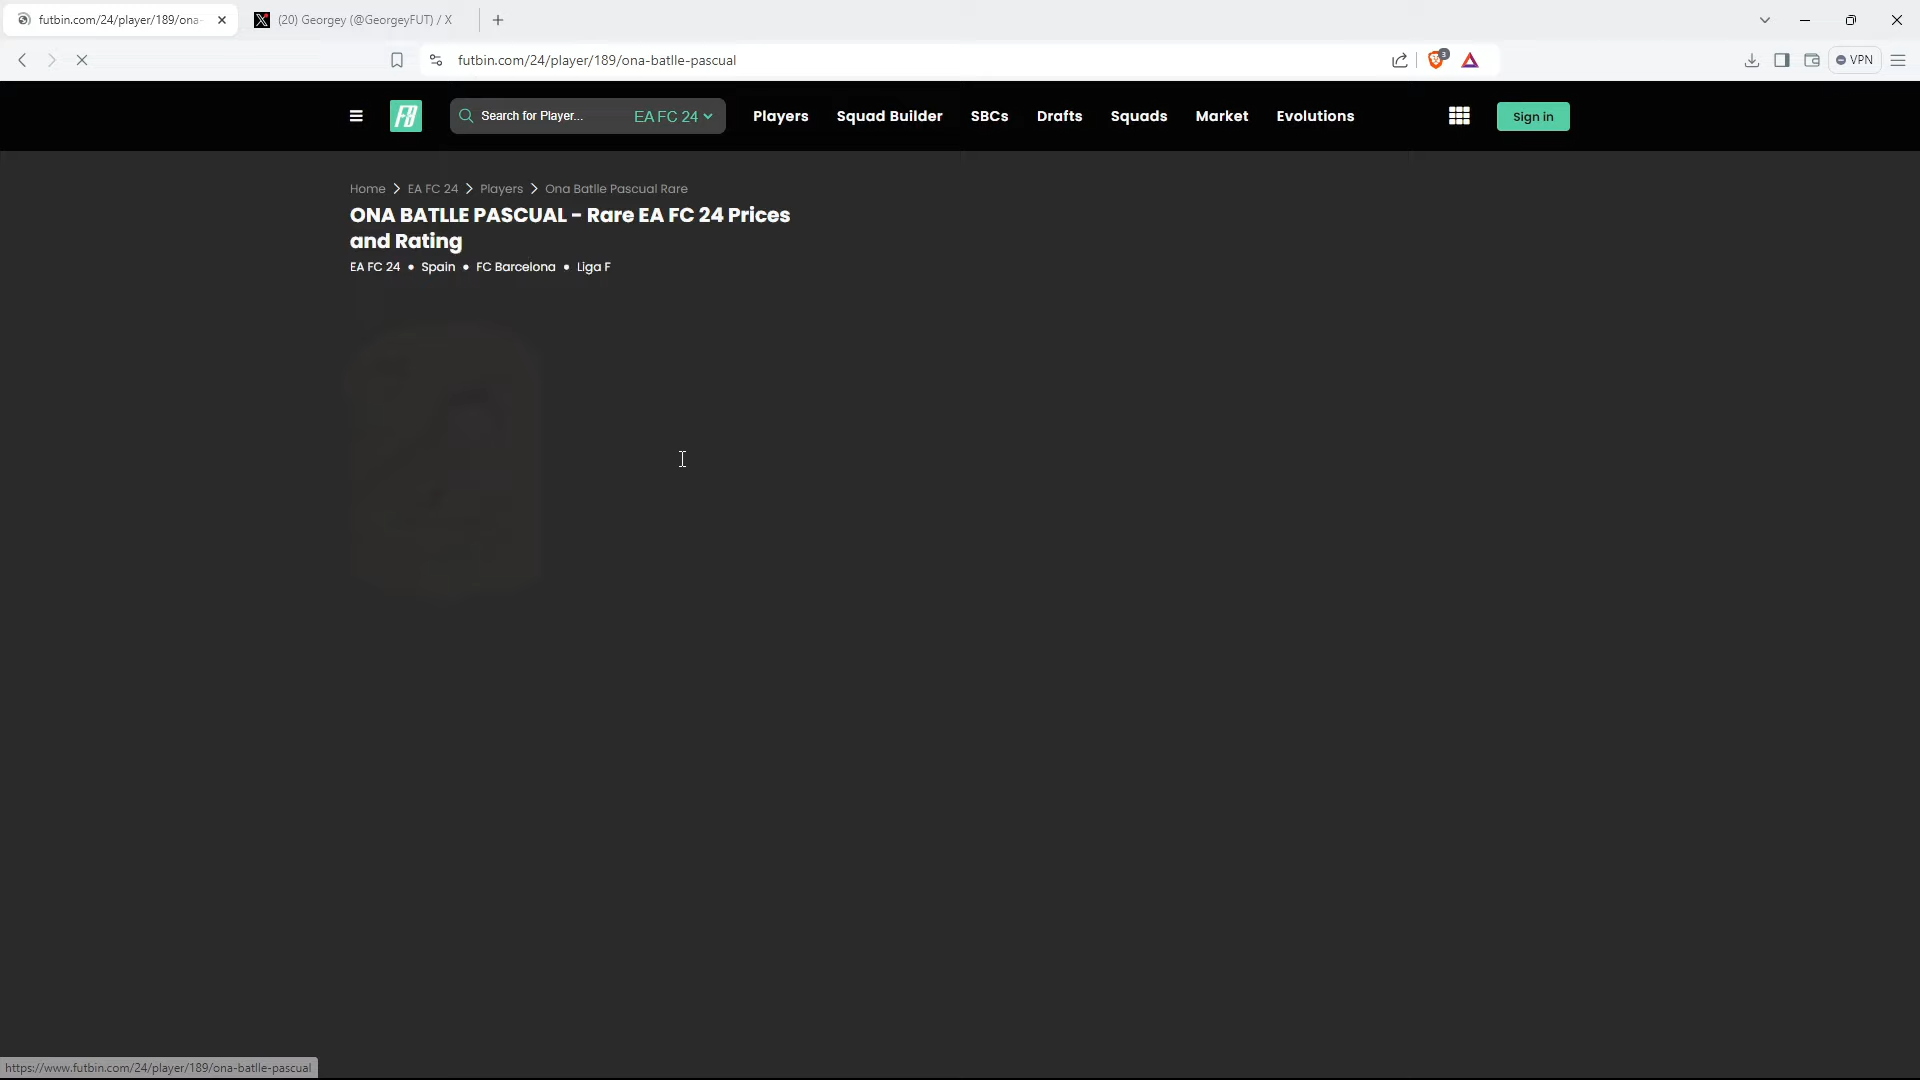 futbin.com/24/player/189/ona-
(20) Georgey (@GeorgeyFUT) / X
futbin.com/24/player/189/ona-batlle-pascual
3
VPN
FB
Search for Player...
EA FC 24
Players
Squad Builder
SBCs
Drafts
Squads
Market
Evolutions
Sign in
Home > EA FC 24 > Players > Ona Batlle Pascual Rare
ONA BATLLE PASCUAL - Rare EA FC 24 Prices
and Rating
EA FC 24 • Spain • FC Barcelona • Liga F
https://www.futbin.com/24/player/189/ona-batlle-pascual